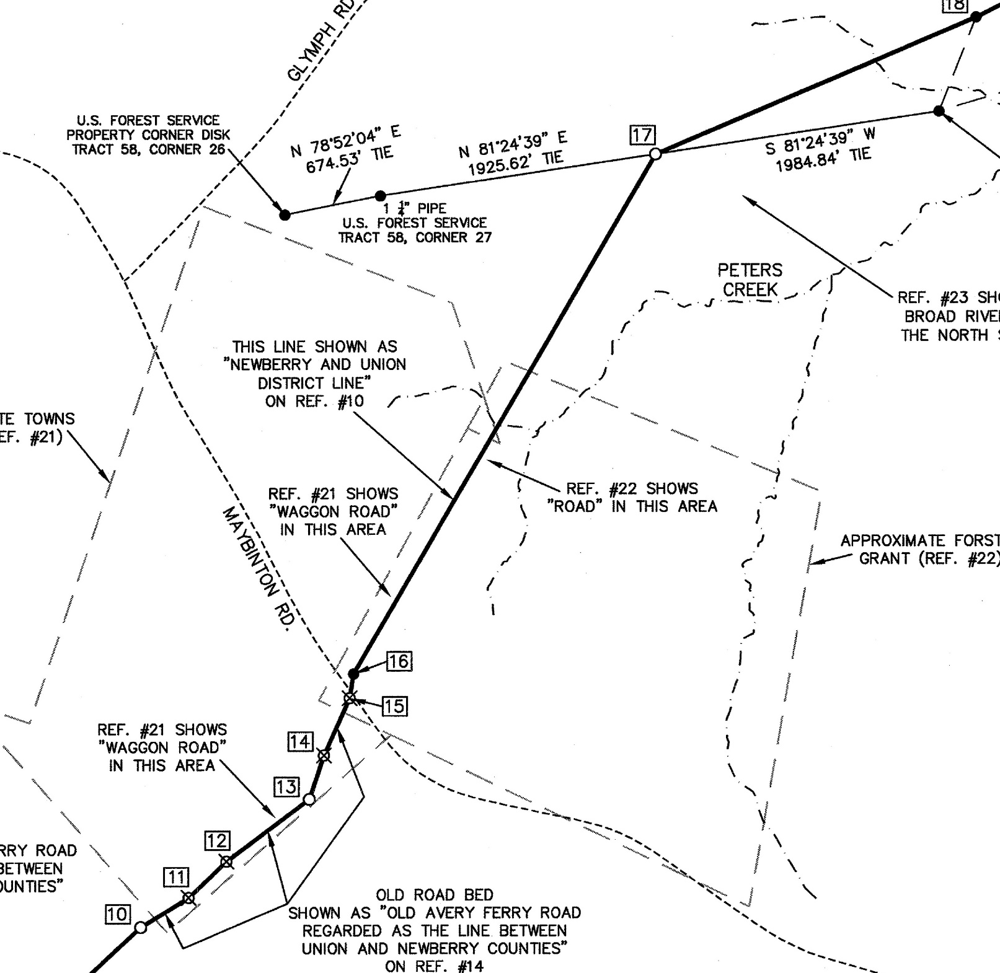 18
GLYMPH RD
U.S. FOREST SERVICE
PROPERTY CORNER DISK
TRACT 58, CORNER 26
N 78°52'04" E
674.53' TIE
N 81°24'39" E
1925.62' TIE
17
S 81°24'39" W
1984.84' TIE
1 1/4" PIPE
U.S. FOREST SERVICE
TRACT 58, CORNER 27
PETERS
CREEK
REF. #23 SHO
BROAD RIVE
THE NORTH
THIS LINE SHOWN AS
"NEWBERRY AND UNION
DISTRICT LINE"
ON REF. #10
TE TOWNS
EF. #21)
REF. #21 SHOWS
"WAGGON ROAD"
IN THIS AREA
REF. #22 SHOWS
"ROAD" IN THIS AREA
MAYBINTON RD.
APPROXIMATE FORST
GRANT (REF. #22)
16
15
REF. #21 SHOWS
"WAGGON ROAD"
IN THIS AREA
14
13
12
11
10
RRY ROAD
BETWEEN
OUNTIES"
OLD ROAD BED
SHOWN AS "OLD AVERY FERRY ROAD
REGARDED AS THE LINE BETWEEN
UNION AND NEWBERRY COUNTIES"
ON REF. #14